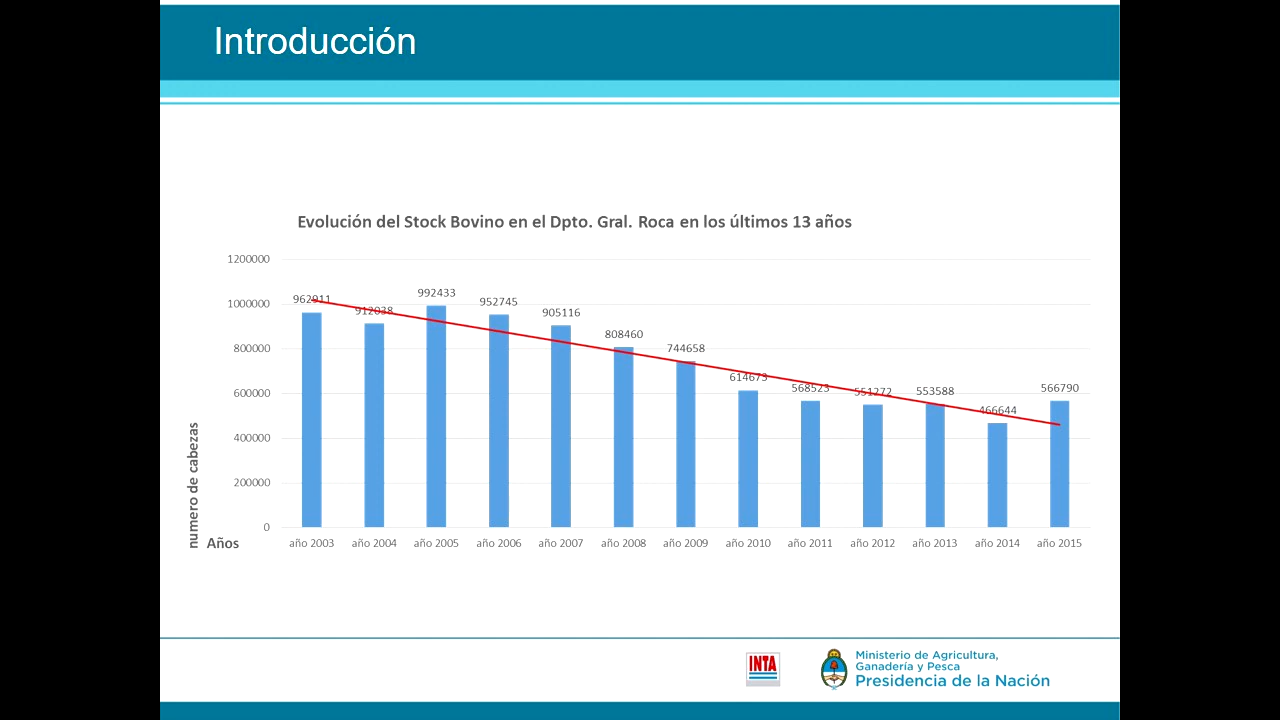 Introducción
Evolución del Stock Bovino en el Dpto. Gral. Roca en los últimos 13 años
1200000
1000000
800000
600000
400000
200000
0
numero de cabezas
Años
962911
912038
992433
952745
905116
808460
744658
614673
568523
551272
553588
466644
566790
año 2003
año 2004
año 2005
año 2006
año 2007
año 2008
año 2009
año 2010
año 2011
año 2012
año 2013
año 2014
año 2015
INTA
Ministerio de Agricultura,
Ganadería y Pesca
Presidencia de la Nación